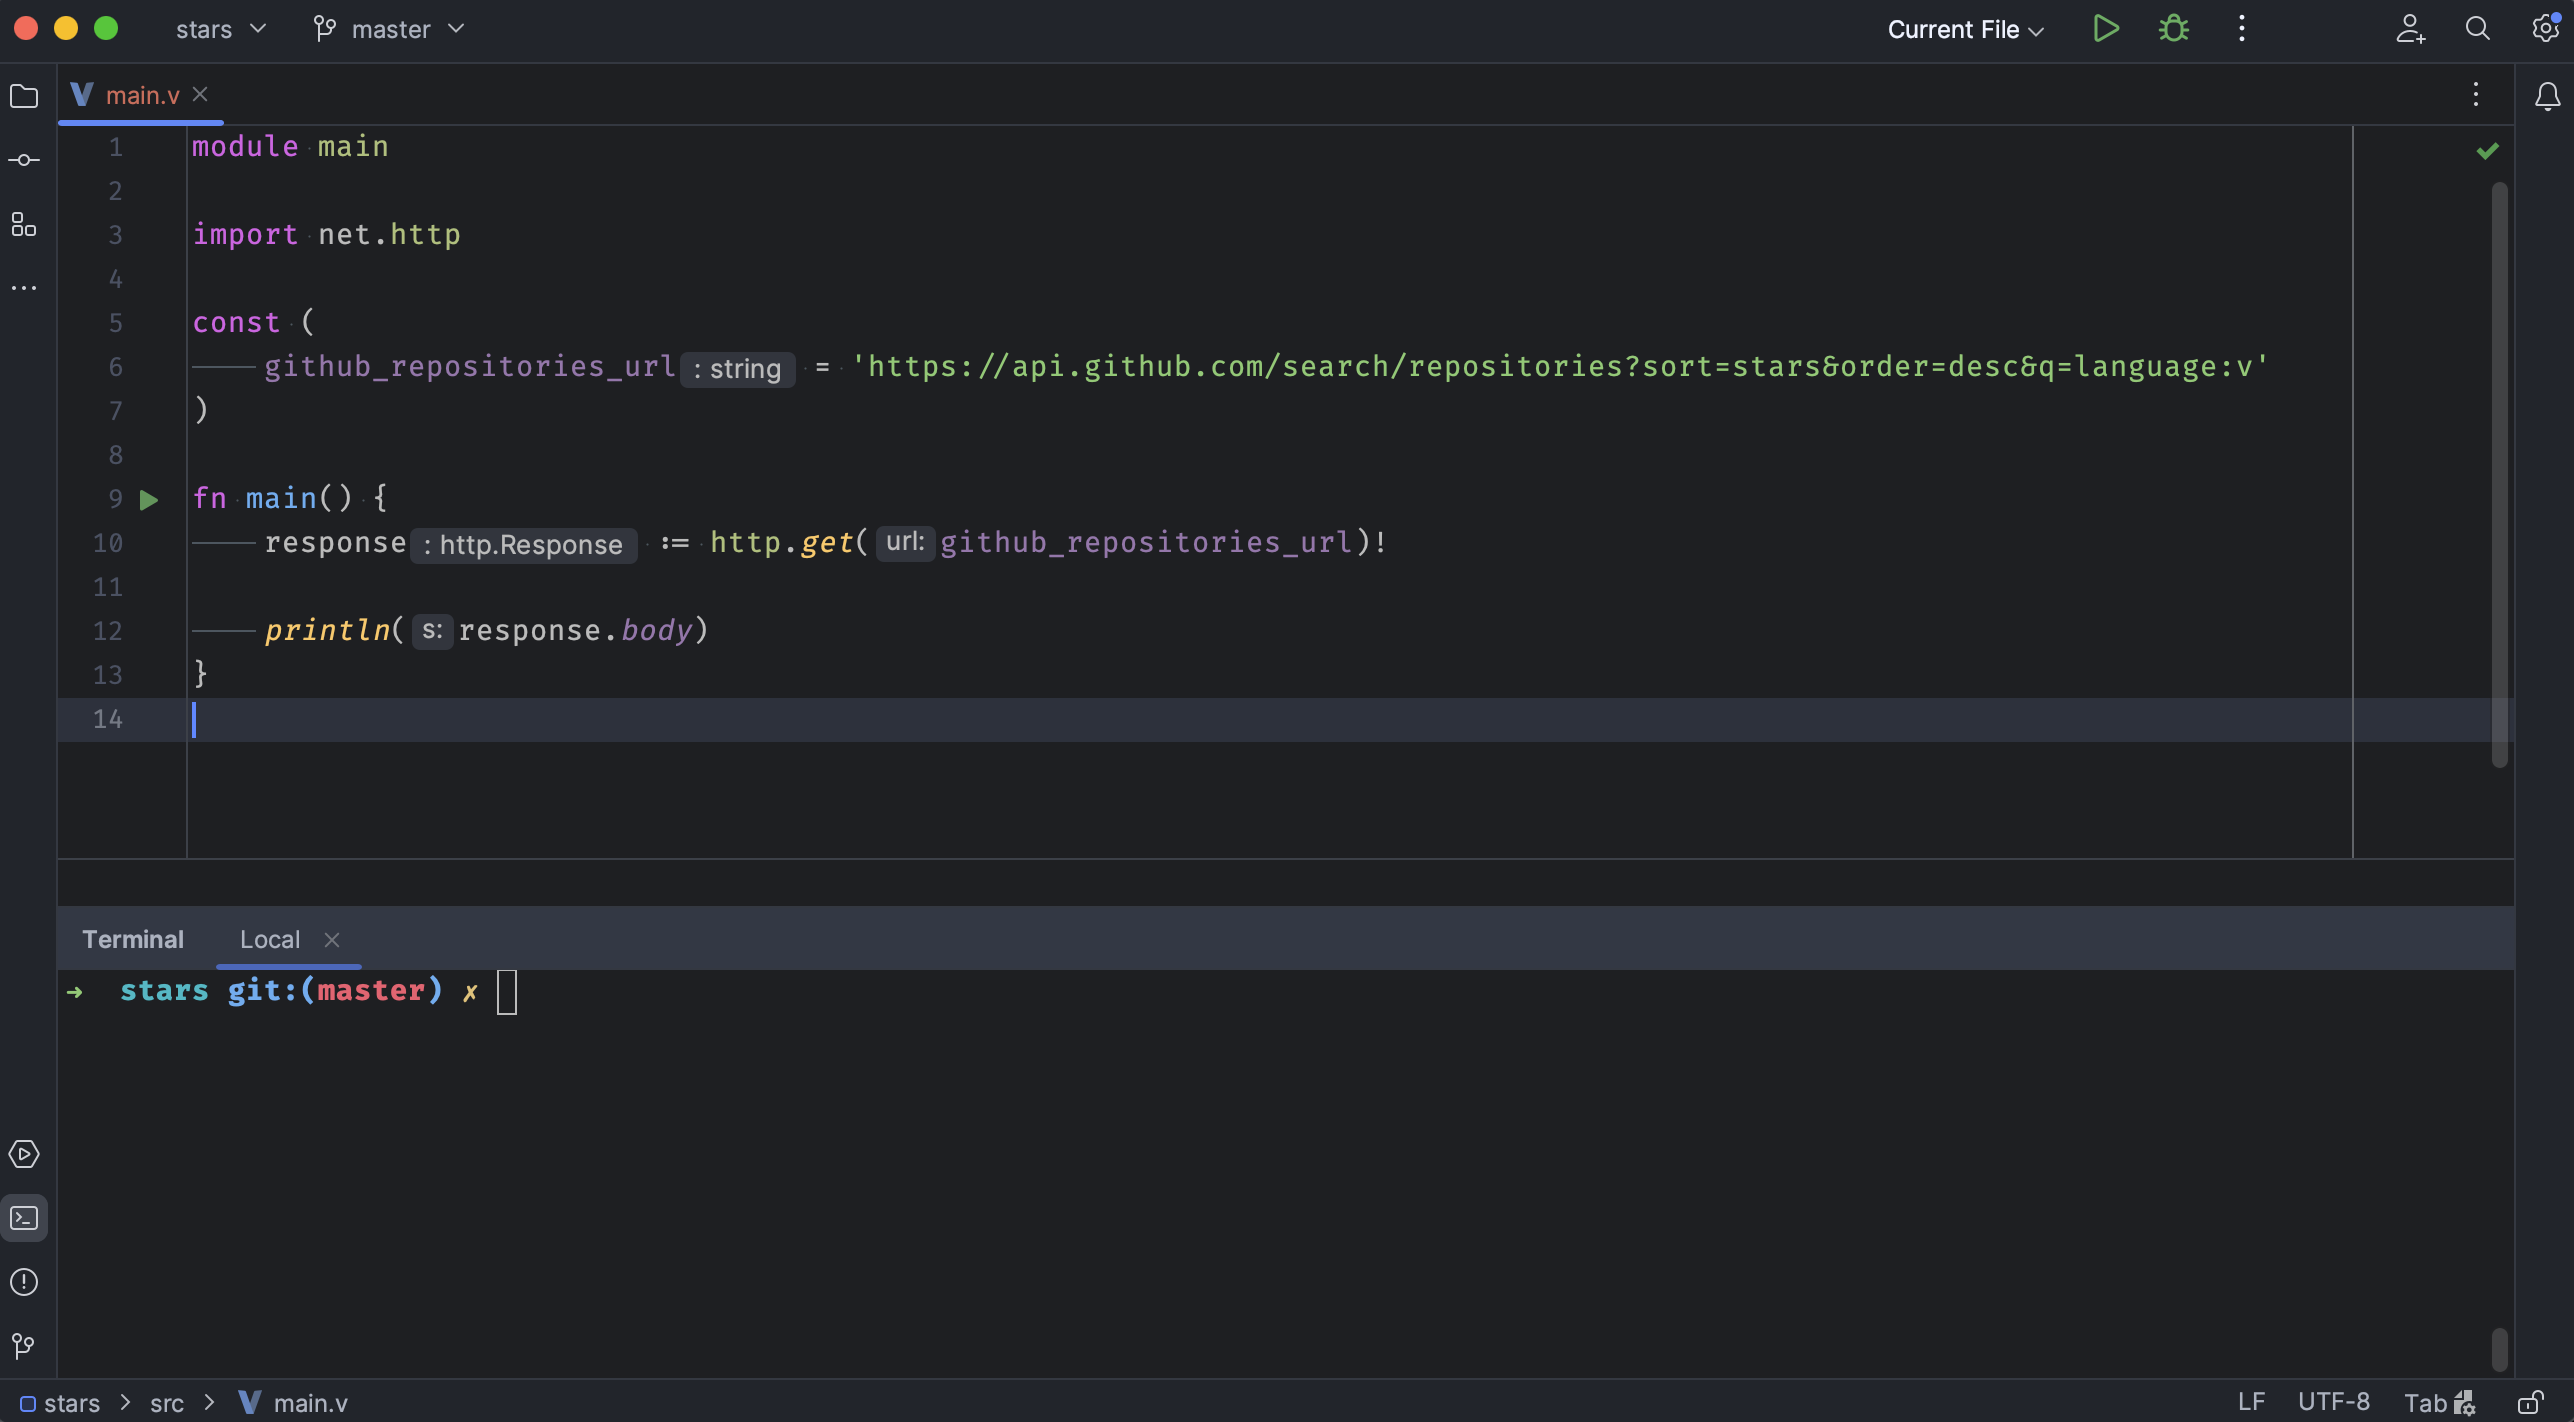 stars master Current File
main.v
1 module main
2
3 import net.http
4
5 const (
6 github_repositories_url : string = 'https://api.github.com/search/repositories?sort=stars&order=desc&q=language:v'
7 )
8
9 fn main() {
10 response : http.Response := http.get( url: github_repositories_url)!
11
12 println( s: response.body)
13 }
14
Terminal Local
➜ stars git:(master) ✗
stars > src > main.v LF UTF-8 Tab